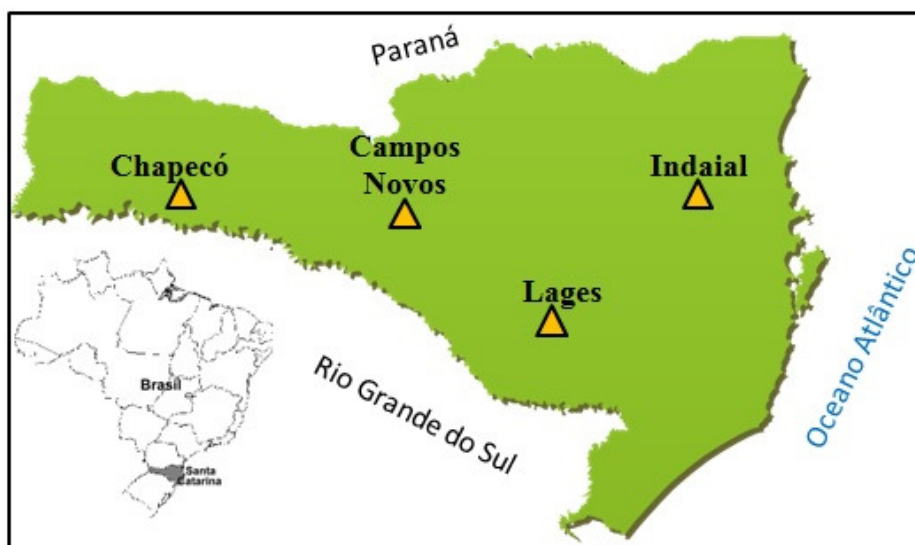 Paraná
Chapecó
Campos
Novos
Indaial
Lages
Oceano Atlântico
Rio Grande do Sul
Brasil
Santa
Catarina